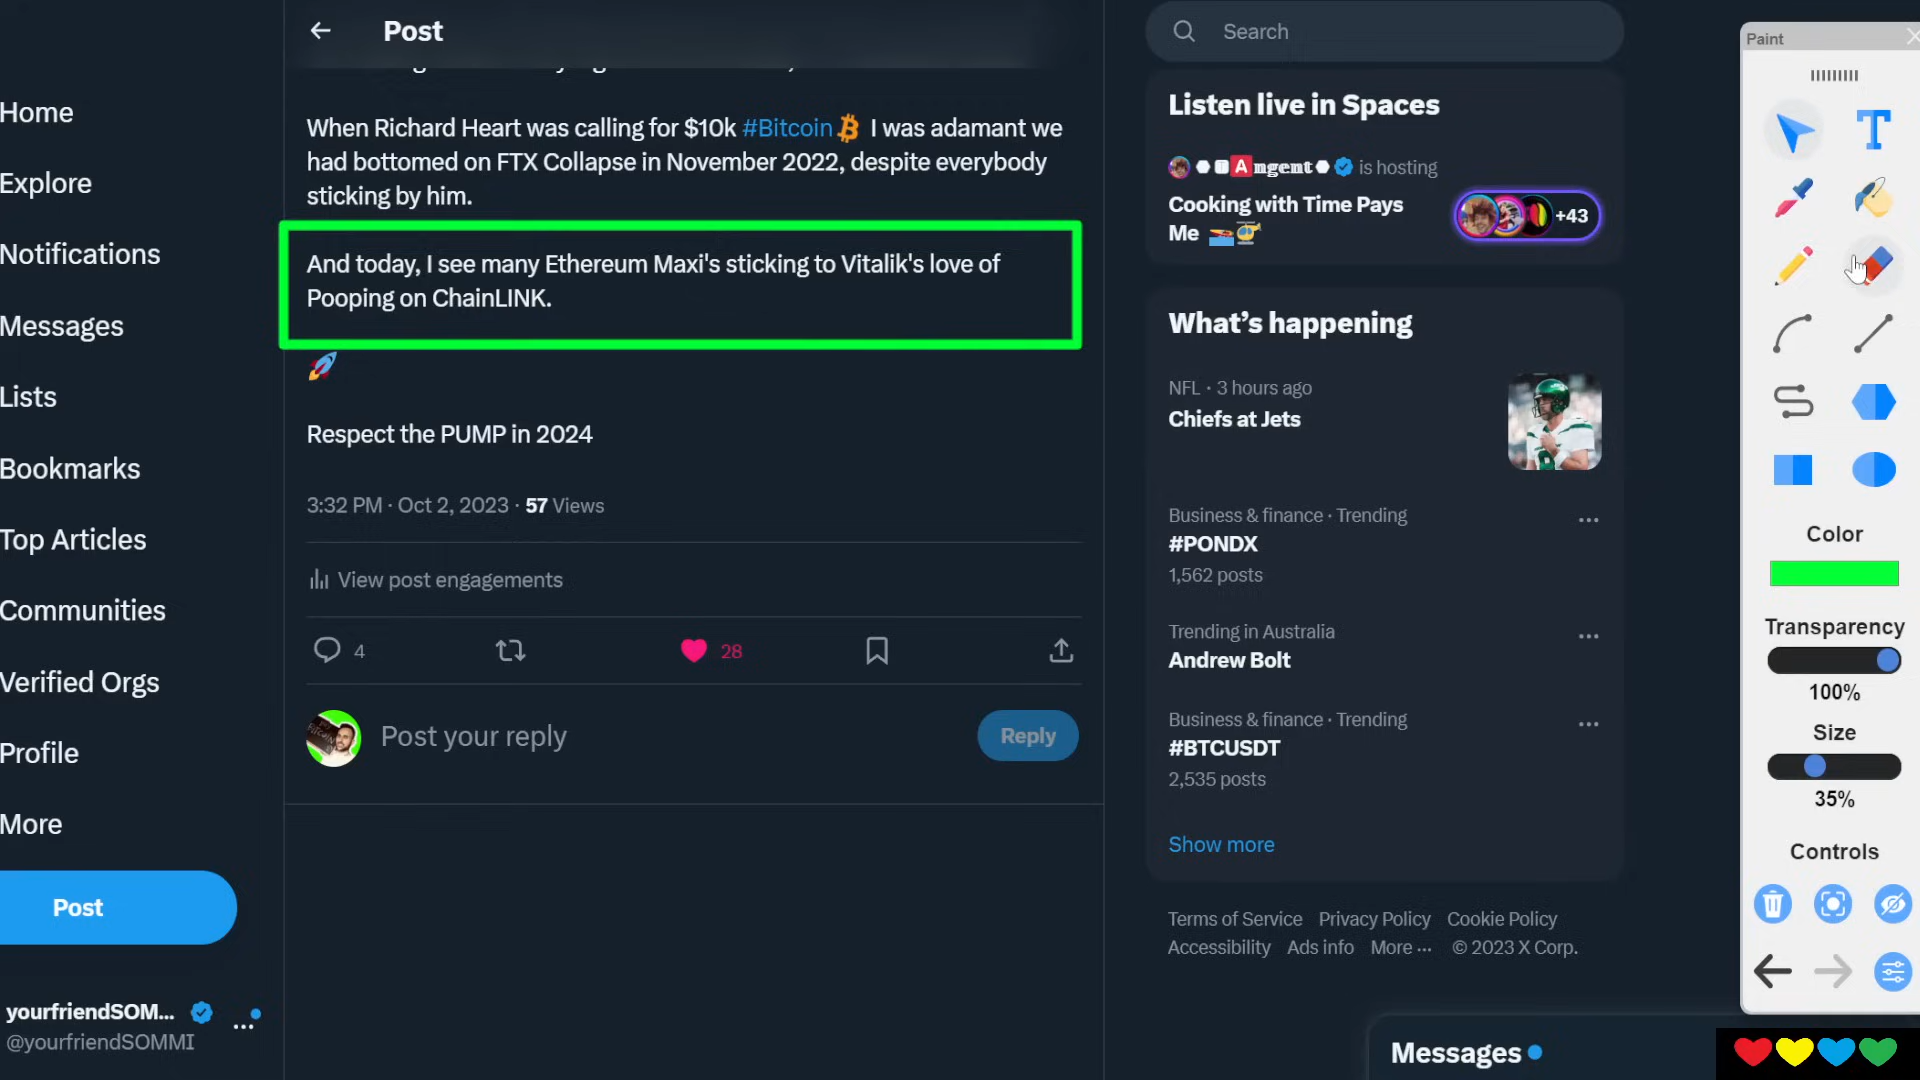 Post
Home
Explore
Notifications
Messages
Lists
Bookmarks
Top Articles
Communities
Verified Orgs
Profile
More
Post
yourfriendSOM...
@yourfriendSOMMI
When Richard Heart was calling for $10k #Bitcoin I was adamant we
had bottomed on FTX Collapse in November 2022, despite everybody
sticking by him.
And today, I see many Ethereum Maxi's sticking to Vitalik's love of
Pooping on ChainLINK.
Respect the PUMP in 2024
3:32 PM · Oct 2, 2023 · 57 Views
View post engagements
4
28
Post your reply
Reply
Search
Listen live in Spaces
is hosting
Cooking with Time Pays
Me
+43
What's happening
NFL · 3 hours ago
Chiefs at Jets
Business & finance · Trending
#PONDX
1,562 posts
Trending in Australia
Andrew Bolt
Business & finance · Trending
#BTCUSDT
2,535 posts
Show more
Terms of Service Privacy Policy Cookie Policy
Accessibility Ads info More ··· © 2023 X Corp.
Messages
Paint
Color
Transparency
100%
Size
35%
Controls